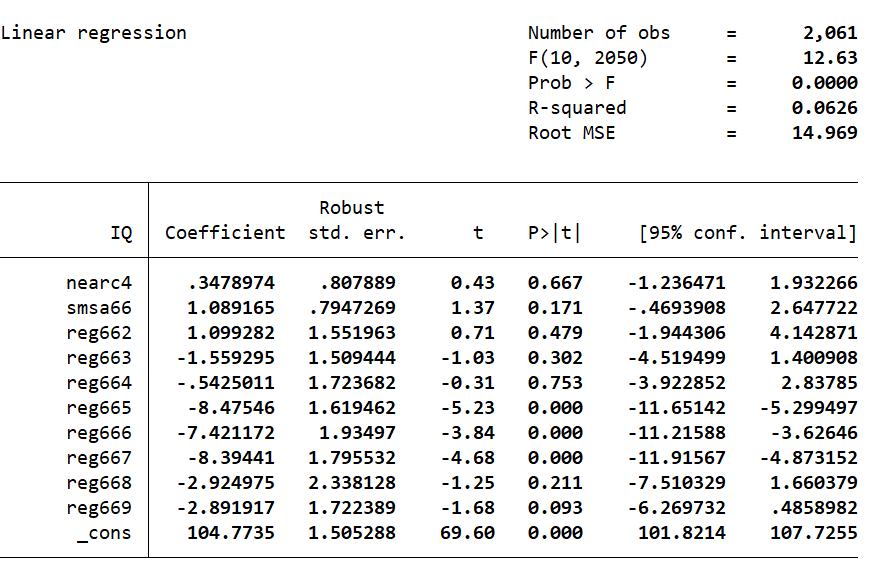 Linear regression Number of obs = 2,061
F(10, 2050) = 12.63
Prob > F = 0.0000
R-squared = 0.0626
Root MSE = 14.969
Robust
IQ Coefficient std. err. t P>|t| [95% conf. interval]
nearc4 .3478974 .807889 0.43 0.667 -1.236471 1.932266
smsa66 1.089165 .7947269 1.37 0.171 -.4693908 2.647722
reg662 1.099282 1.551963 0.71 0.479 -1.944306 4.142871
reg663 -1.559295 1.509444 -1.03 0.302 -4.519499 1.400908
reg664 -.5425011 1.723682 -0.31 0.753 -3.922852 2.83785
reg665 -8.47546 1.619462 -5.23 0.000 -11.65142 -5.299497
reg666 -7.421172 1.93497 -3.84 0.000 -11.21588 -3.62646
reg667 -8.39441 1.795532 -4.68 0.000 -11.91567 -4.873152
reg668 -2.924975 2.338128 -1.25 0.211 -7.510329 1.660379
reg669 -2.891917 1.722389 -1.68 0.093 -6.269732 .4858982
_cons 104.7735 1.505288 69.60 0.000 101.8214 107.7255